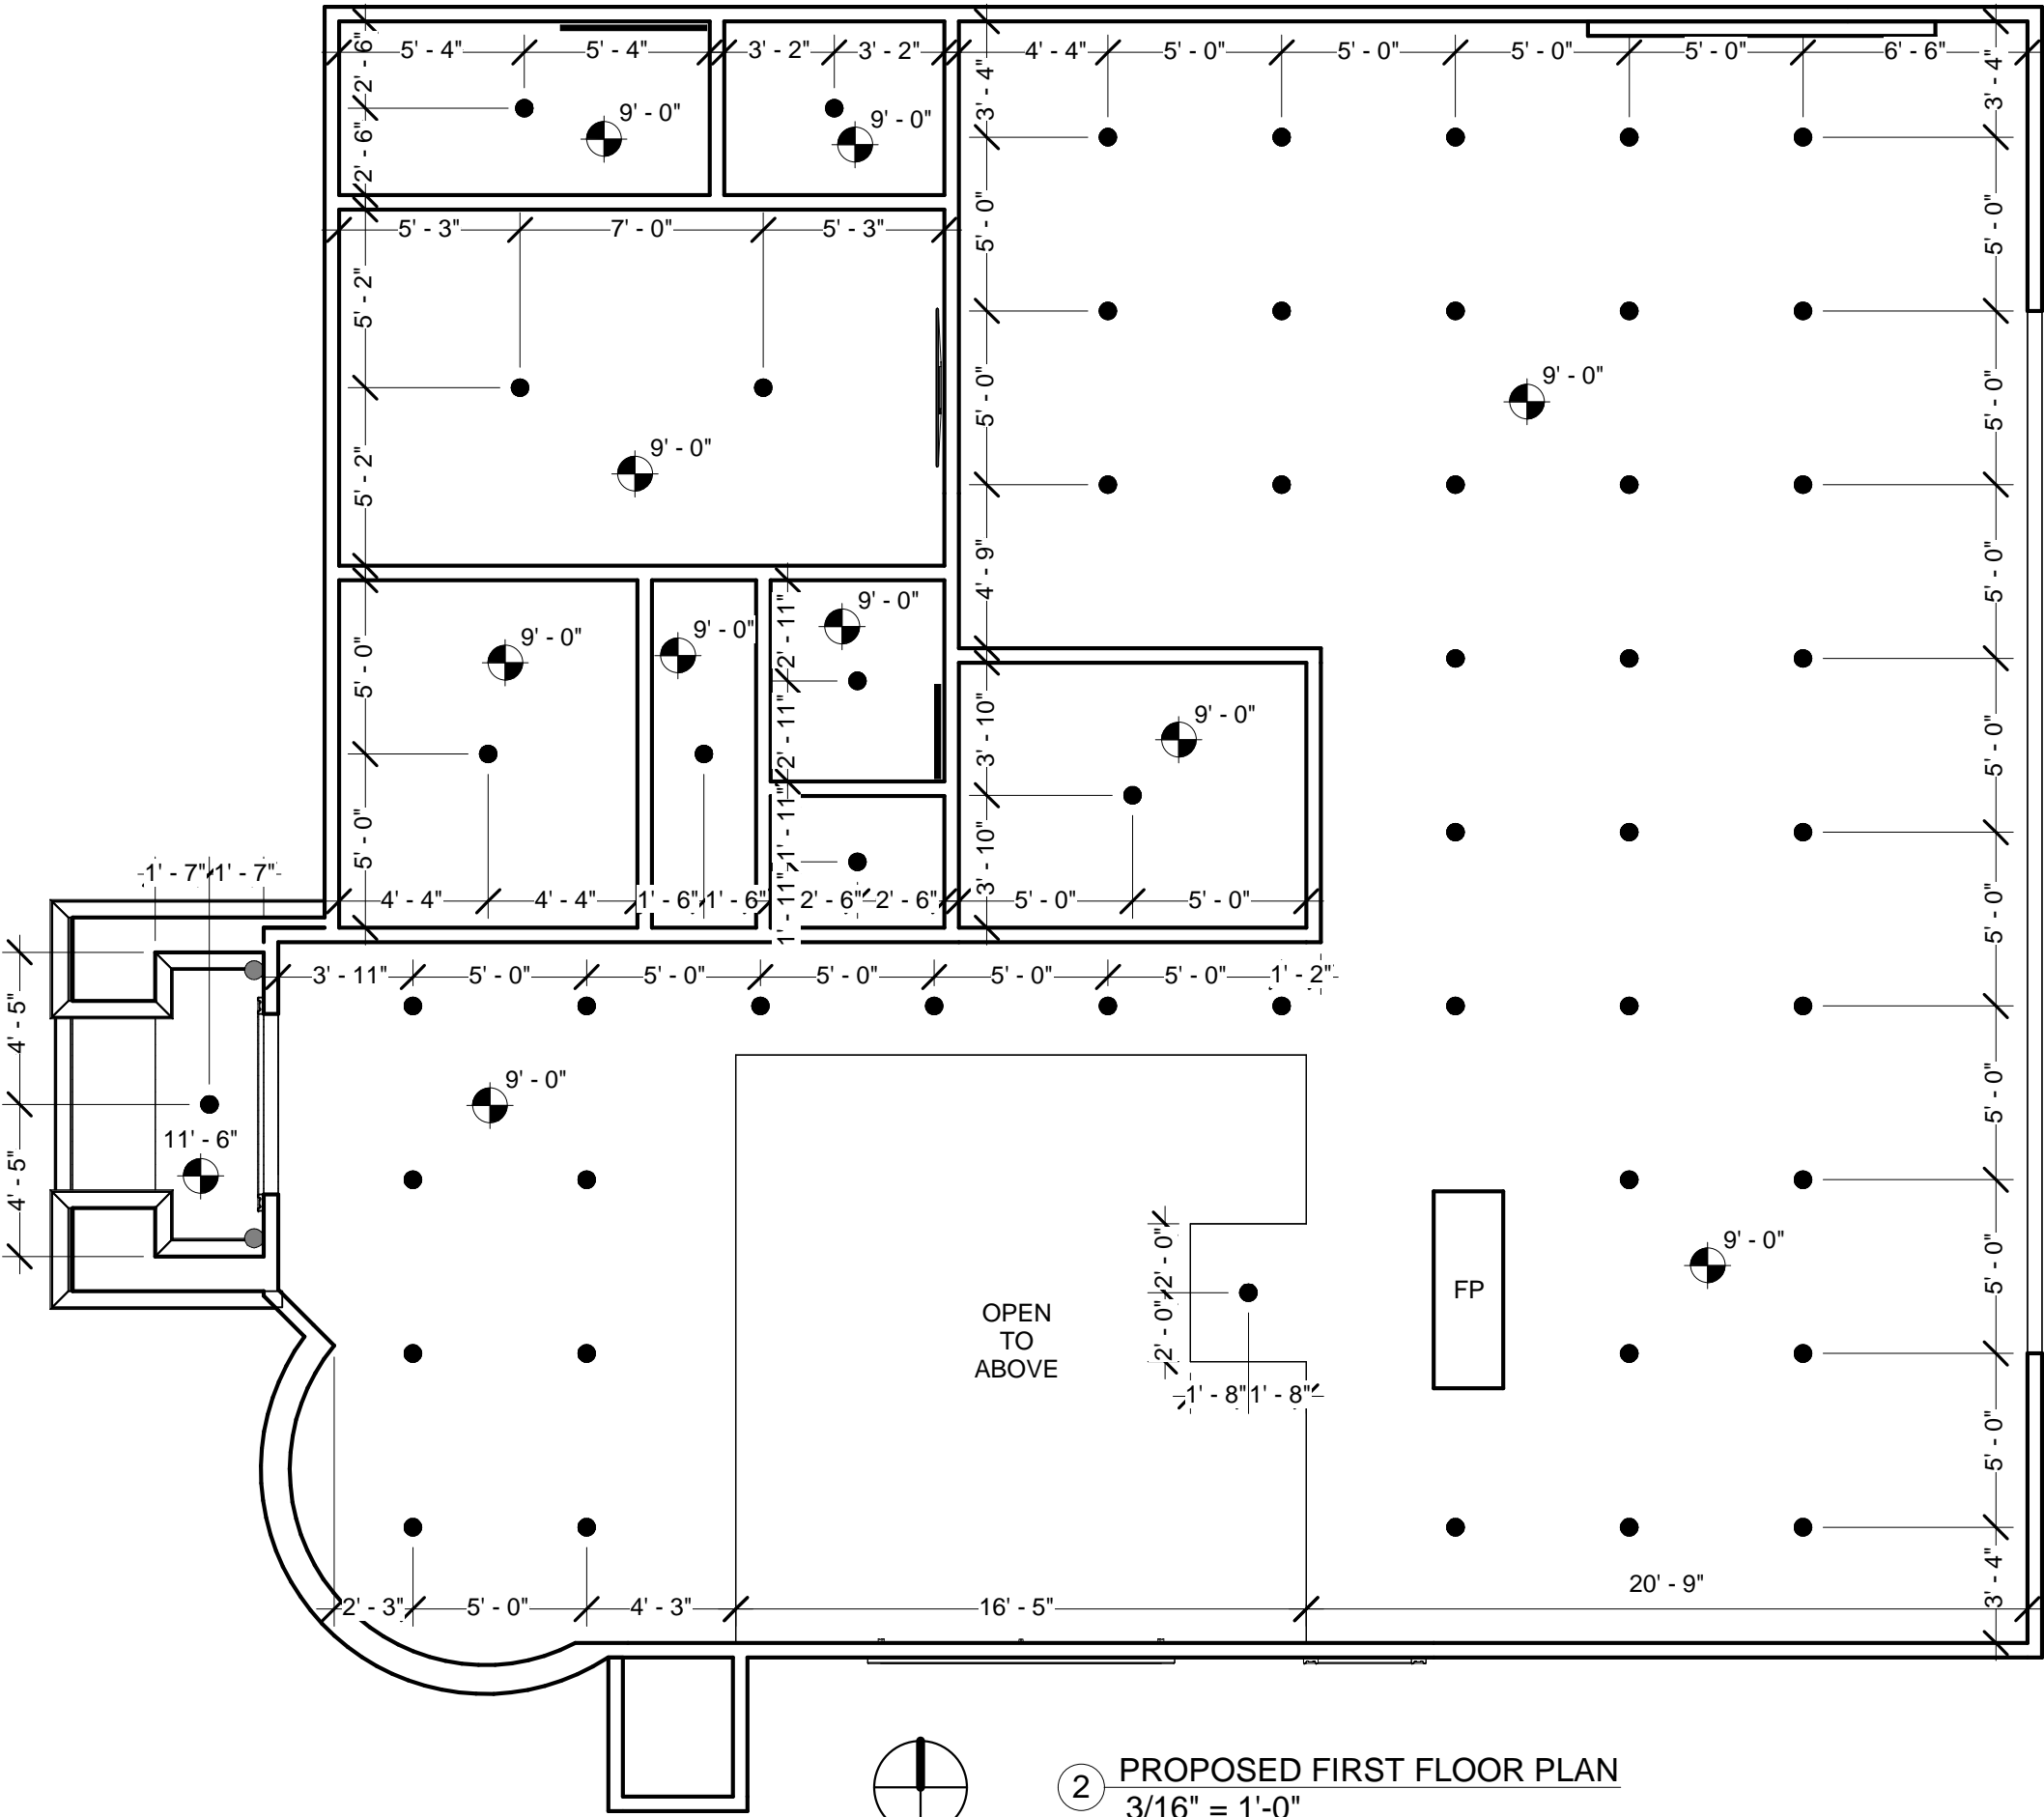 5' - 4" 5' - 4" 3' - 2" 3' - 2" 4' - 4" 5' - 0" 5' - 0" 5' - 0" 5' - 0" 6' - 6"
2' - 6"
2' - 6"
9' - 0"
9' - 0"
3' - 4"
3' - 4"
5' - 3" 7' - 0" 5' - 3"
5' - 0"
5' - 0"
5' - 2"
5' - 2"
9' - 0"
9' - 0"
5' - 0"
5' - 0"
4' - 9"
5' - 0"
9' - 0"
9' - 0"
9' - 0"
2' - 11"
2' - 11"
5' - 0"
5' - 0"
9' - 0"
3' - 10"
3' - 10"
5' - 0"
1' - 11"
1' - 11"
1' - 7" 1' - 7"
4' - 4" 4' - 4" 1' - 6" 1' - 6" 2' - 6" 2' - 6" 5' - 0" 5' - 0"
5' - 0"
3' - 11" 5' - 0" 5' - 0" 5' - 0" 5' - 0" 5' - 0" 1' - 2"
4' - 5"
4' - 5"
9' - 0"
11' - 6"
5' - 0"
2' - 0"
2' - 0"
9' - 0"
5' - 0"
FP
OPEN
TO
ABOVE
1' - 8" 1' - 8"
5' - 0"
3' - 4"
20' - 9"
2' - 3" 5' - 0" 4' - 3" 16' - 5"
2 PROPOSED FIRST FLOOR PLAN
3/16" = 1'-0"